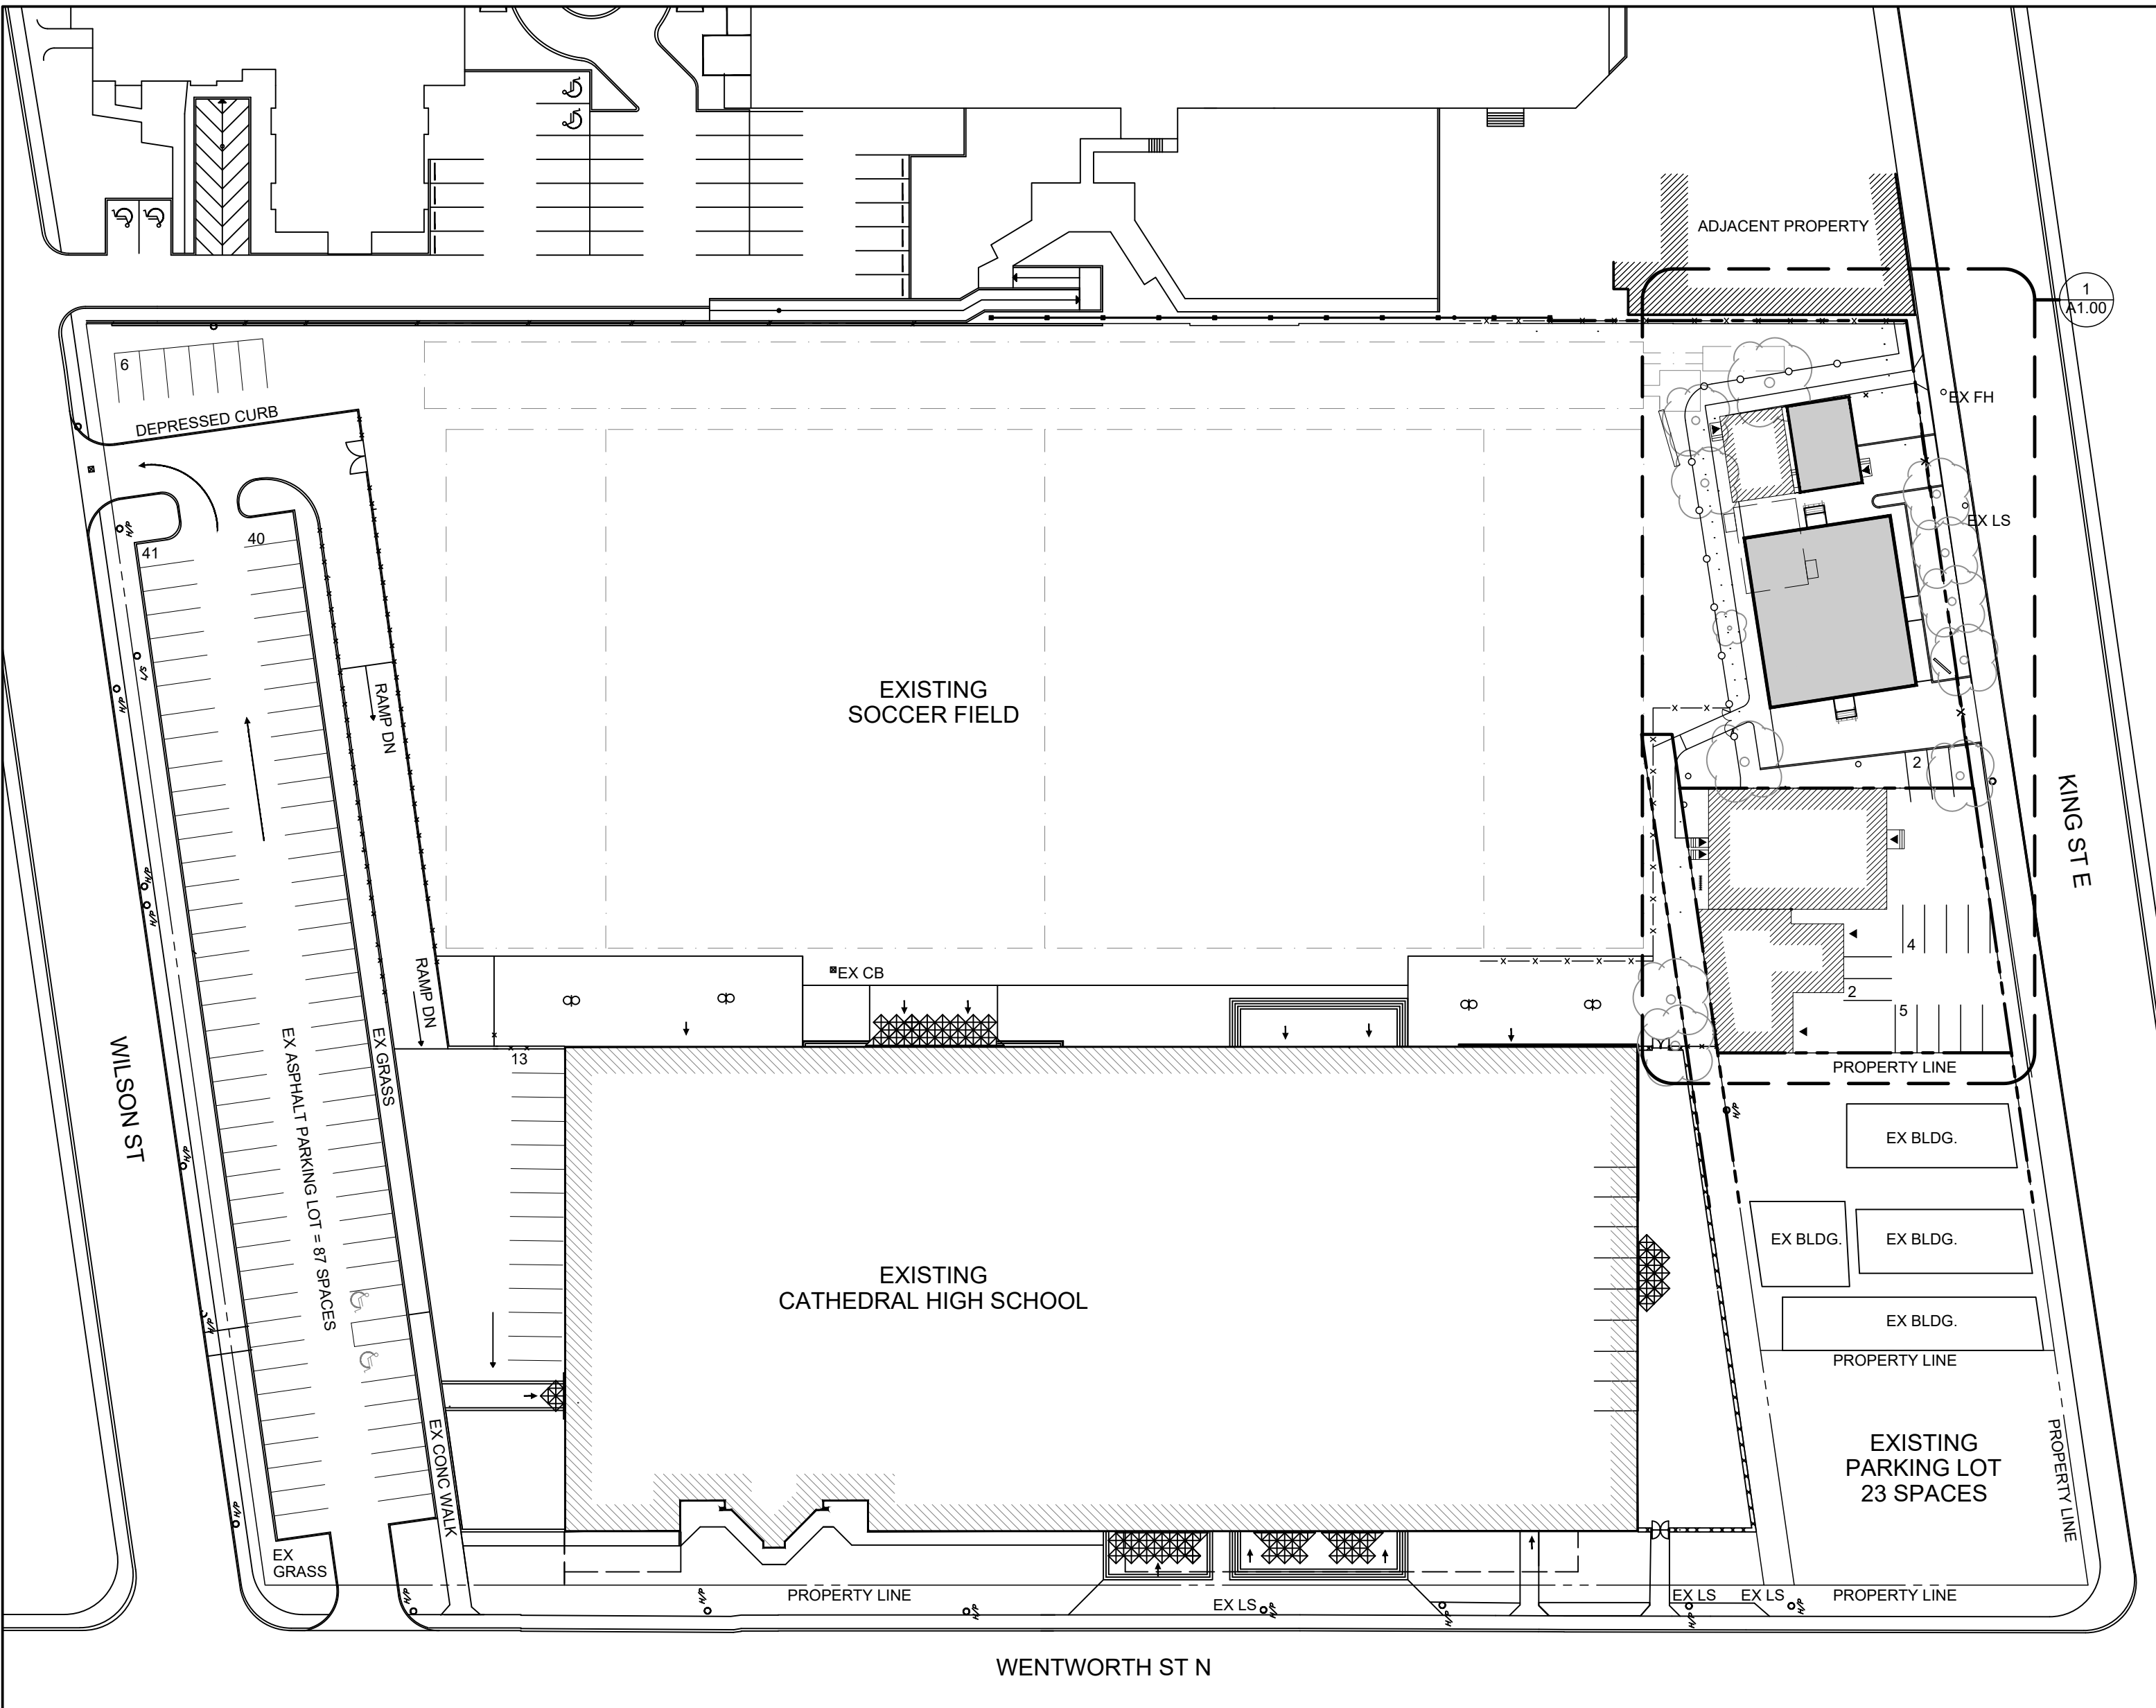 ADJACENT PROPERTY
1
A1.00
6
DEPRESSED CURB
EX FH
H/P
41
40
EX LS
LS
H/P
RAMP DN
EXISTING
SOCCER FIELD
2
KING ST E
H/P
H/P
4
EX CB
RAMP DN
2
5
13
PROPERTY LINE
WILSON ST
EX ASPHALT PARKING LOT = 87 SPACES
EX GRASS
H/P
EX BLDG.
H/P
EX BLDG.
EX BLDG.
EXISTING
CATHEDRAL HIGH SCHOOL
H/P
EX BLDG.
PROPERTY LINE
EX CONC WALK
EXISTING
PARKING LOT
23 SPACES
PROPERTY LINE
H/P
EX
GRASS
H/P
H/P
PROPERTY LINE
H/P
EX LS
H/P
H/P
EX LS
H/P
EX LS
H/P
PROPERTY LINE
WENTWORTH ST N